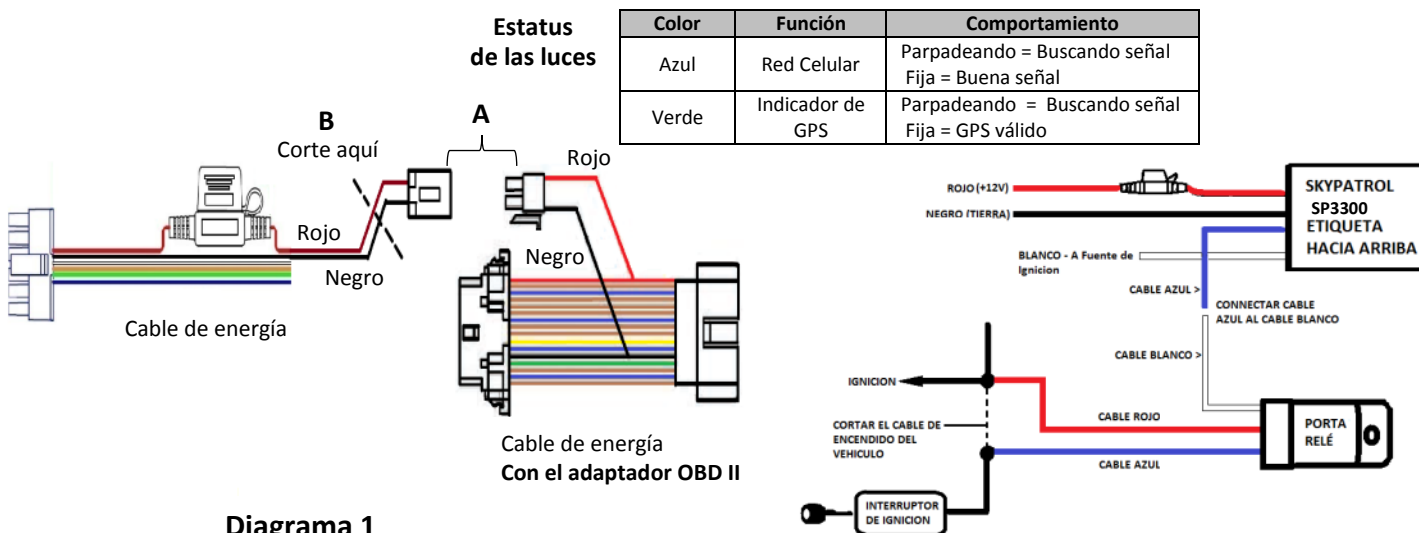 Estatus
de las luces
Color Función Comportamiento
Azul Red Celular Parpadeando = Buscando señal
Fija = Buena señal
Verde Indicador de GPS Parpadeando = Buscando señal
Fija = GPS válido
B
Corte aquí
A
Rojo
Rojo
Negro
Negro
Cable de energía
Cable de energía
Con el adaptador OBD II
Diagrama 1
ROJO (+12V)
NEGRO (TIERRA)
BLANCO - A Fuente de
Ignicion
CABLE AZUL >
SKYPATROL
SP3300
ETIQUETA
HACIA ARRIBA
CONNECTAR CABLE
AZUL AL CABLE BLANCO
CABLE BLANCO >
IGNICION
CABLE ROJO
CORTAR EL CABLE DE
ENCENDIDO DEL
VEHICULO
CABLE AZUL
PORTA
RELÉ
INTERRUPTOR
DE IGNICION